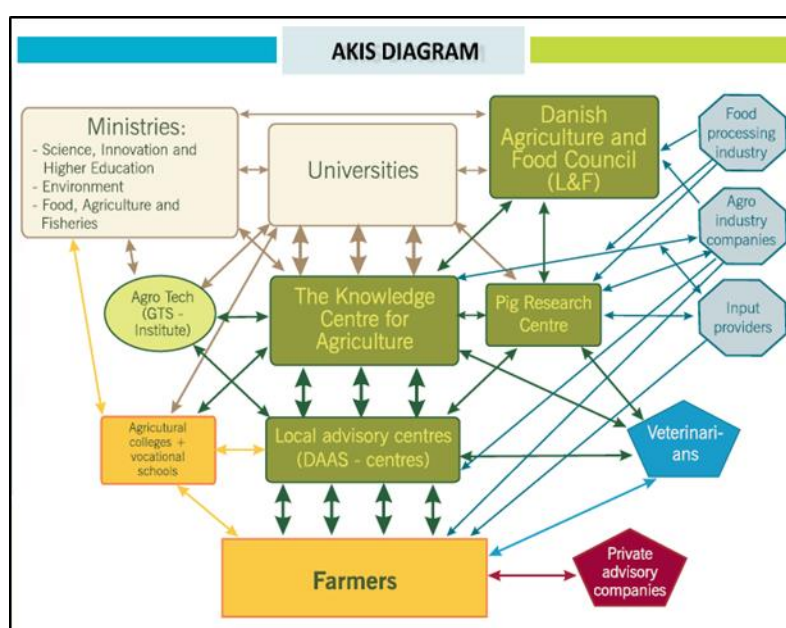 AKIS DIAGRAM
Ministries:
- Science, Innovation and
Higher Education
- Environment
- Food, Agriculture and
Fisheries
Universities
Danish
Agriculture and
Food Council
(L&F)
Food
processing
industry
Agro
industry
companies
Agro Tech
(GTS -
Institute)
The Knowledge
Centre for
Agriculture
Pig Research
Centre
Input
providers
Agricutural
colleges +
vocational
schools
Local advisory centres
(DAAS - centres)
Veterinari-
ans
Farmers
Private
advisory
companies